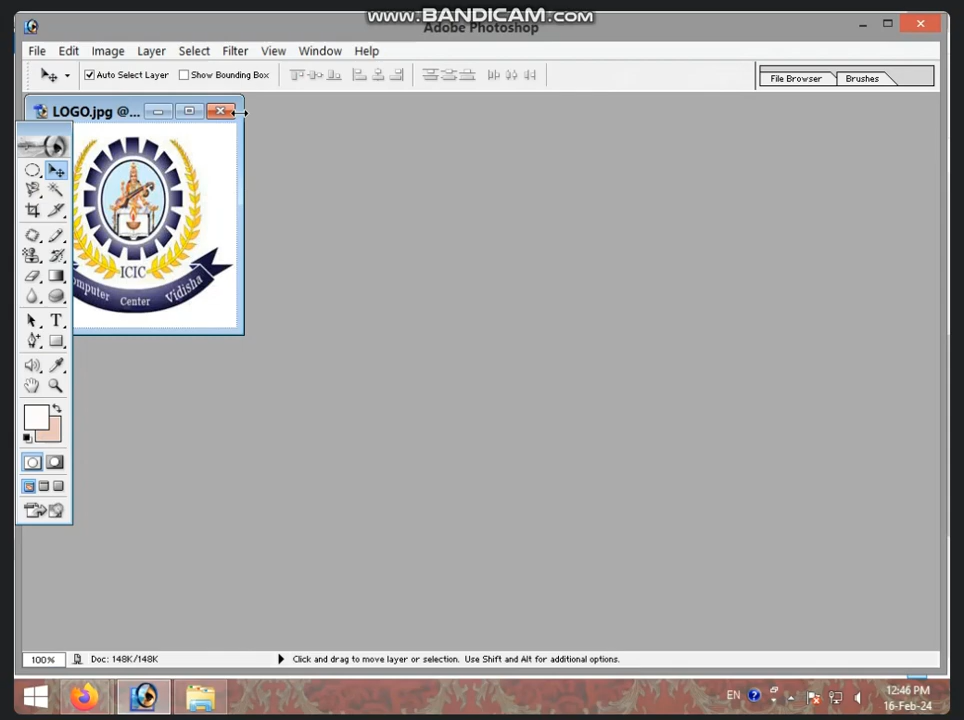 www.BANDICAM.com
Adobe Photoshop
File Edit Image Layer Select Filter View Window Help
Auto Select Layer Show Bounding Box File Browser Brushes
LOGO.jpg @...
ICIC
omputer Center Vidisha
T
100% Doc: 148K/148K Click and drag to move layer or selection. Use Shift and Alt for additional options.
EN 12:46 PM
16-Feb-24